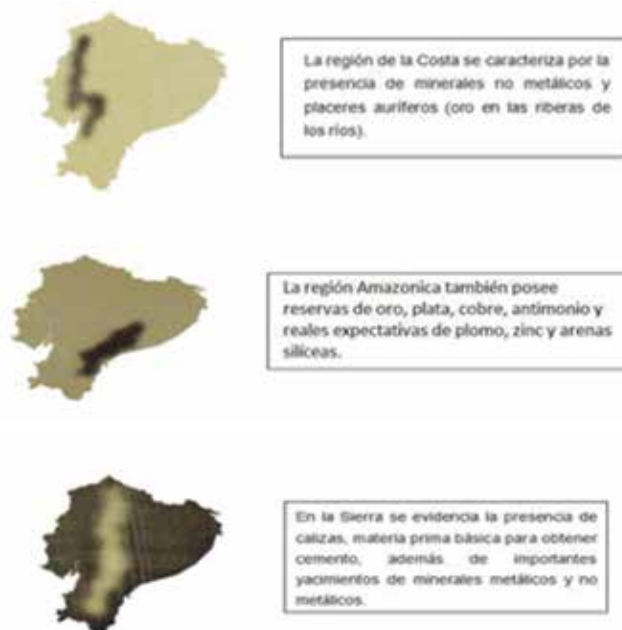 La región de la Costa se caracteriza por la
presencia de minerales no metálicos y
placeres auríferos (oro en las riberas de
los ríos).
La región Amazonica también posee
reservas de oro, plata, cobre, antimonio y
reales expectativas de plomo, zinc y arenas
silíceas.
En la Sierra se evidencia la presencia de
calizas, materia prima básica para obtener
cemento, además de importantes
yacimientos de minerales metálicos y no
metálicos.